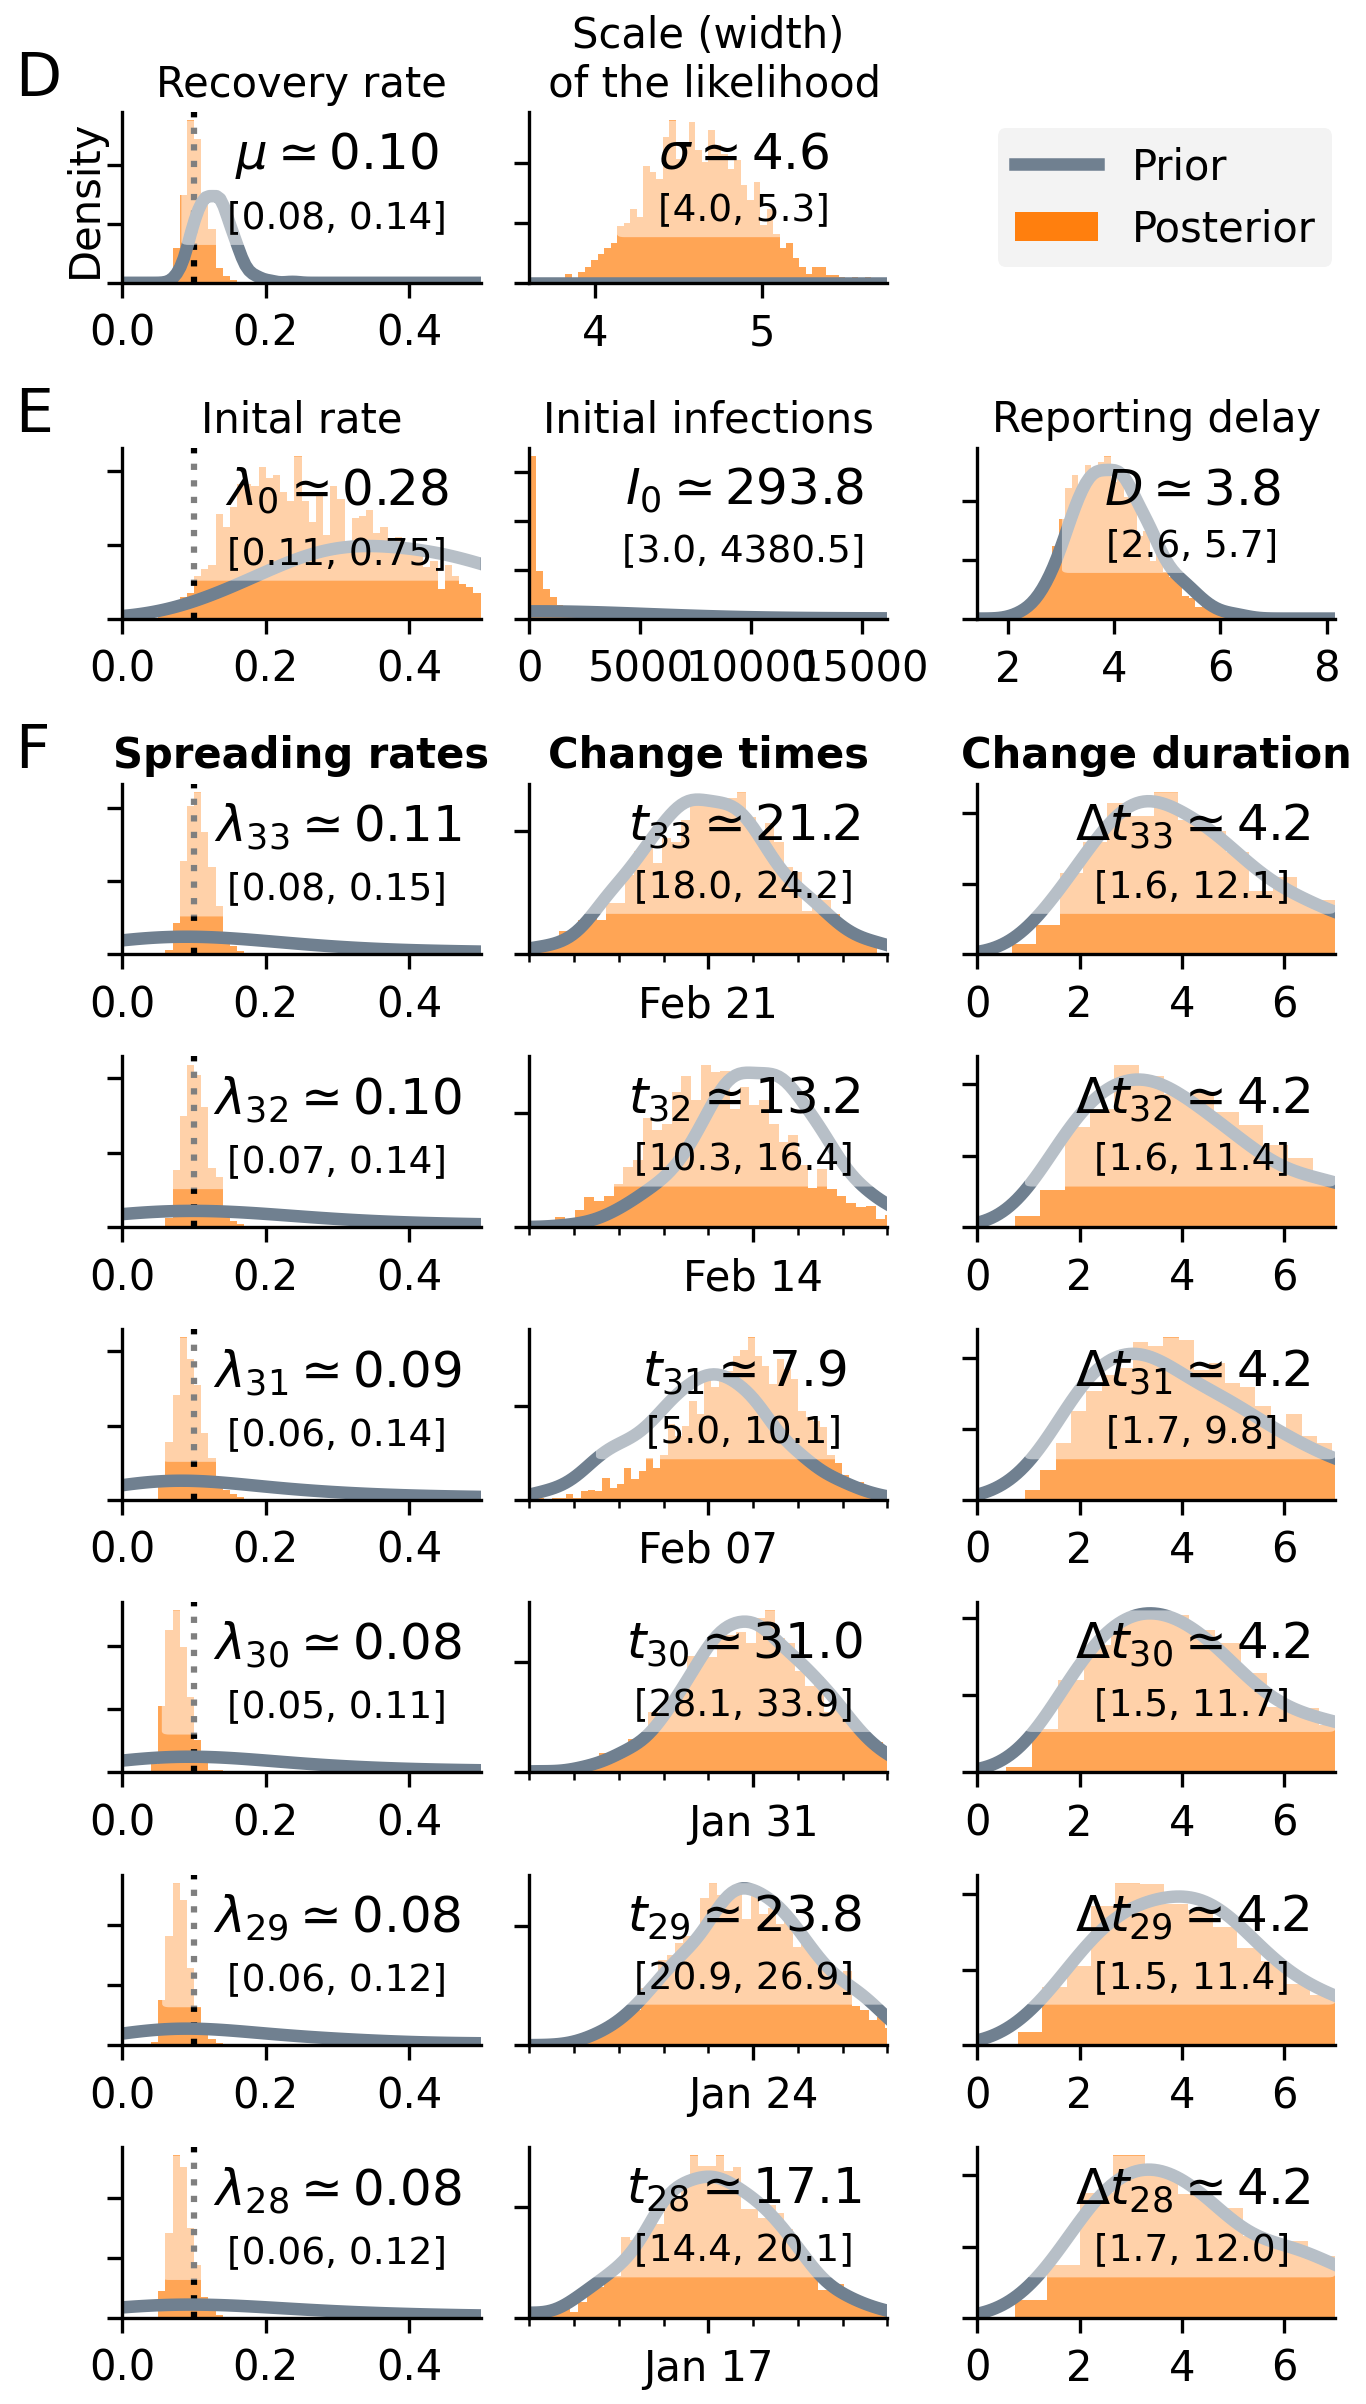 Scale (width)
D Recovery rate of the likelihood
Density
μ ≃ 0.10
[0.08, 0.14]
0.0 0.2 0.4
σ ≃ 4.6
[4.0, 5.3]
4 5
Prior
Posterior
E Inital rate Initial infections Reporting delay
λ0 ≃ 0.28
[0.11, 0.75]
0.0 0.2 0.4
I0 ≃ 293.8
[3.0, 4380.5]
0 5000 10000 15000
D ≃ 3.8
[2.6, 5.7]
2 4 6 8
F Spreading rates Change times Change duration
λ33 ≃ 0.11
[0.08, 0.15]
0.0 0.2 0.4
t33 ≃ 21.2
[18.0, 24.2]
Feb 21
Δt33 ≃ 4.2
[1.6, 12.1]
0 2 4 6
λ32 ≃ 0.10
[0.07, 0.14]
0.0 0.2 0.4
t32 ≃ 13.2
[10.3, 16.4]
Feb 14
Δt32 ≃ 4.2
[1.6, 11.4]
0 2 4 6
λ31 ≃ 0.09
[0.06, 0.14]
0.0 0.2 0.4
t31 ≃ 7.9
[5.0, 10.1]
Feb 07
Δt31 ≃ 4.2
[1.7, 9.8]
0 2 4 6
λ30 ≃ 0.08
[0.05, 0.11]
0.0 0.2 0.4
t30 ≃ 31.0
[28.1, 33.9]
Jan 31
Δt30 ≃ 4.2
[1.5, 11.7]
0 2 4 6
λ29 ≃ 0.08
[0.06, 0.12]
0.0 0.2 0.4
t29 ≃ 23.8
[20.9, 26.9]
Jan 24
Δt29 ≃ 4.2
[1.5, 11.4]
0 2 4 6
λ28 ≃ 0.08
[0.06, 0.12]
0.0 0.2 0.4
t28 ≃ 17.1
[14.4, 20.1]
Jan 17
Δt28 ≃ 4.2
[1.7, 12.0]
0 2 4 6